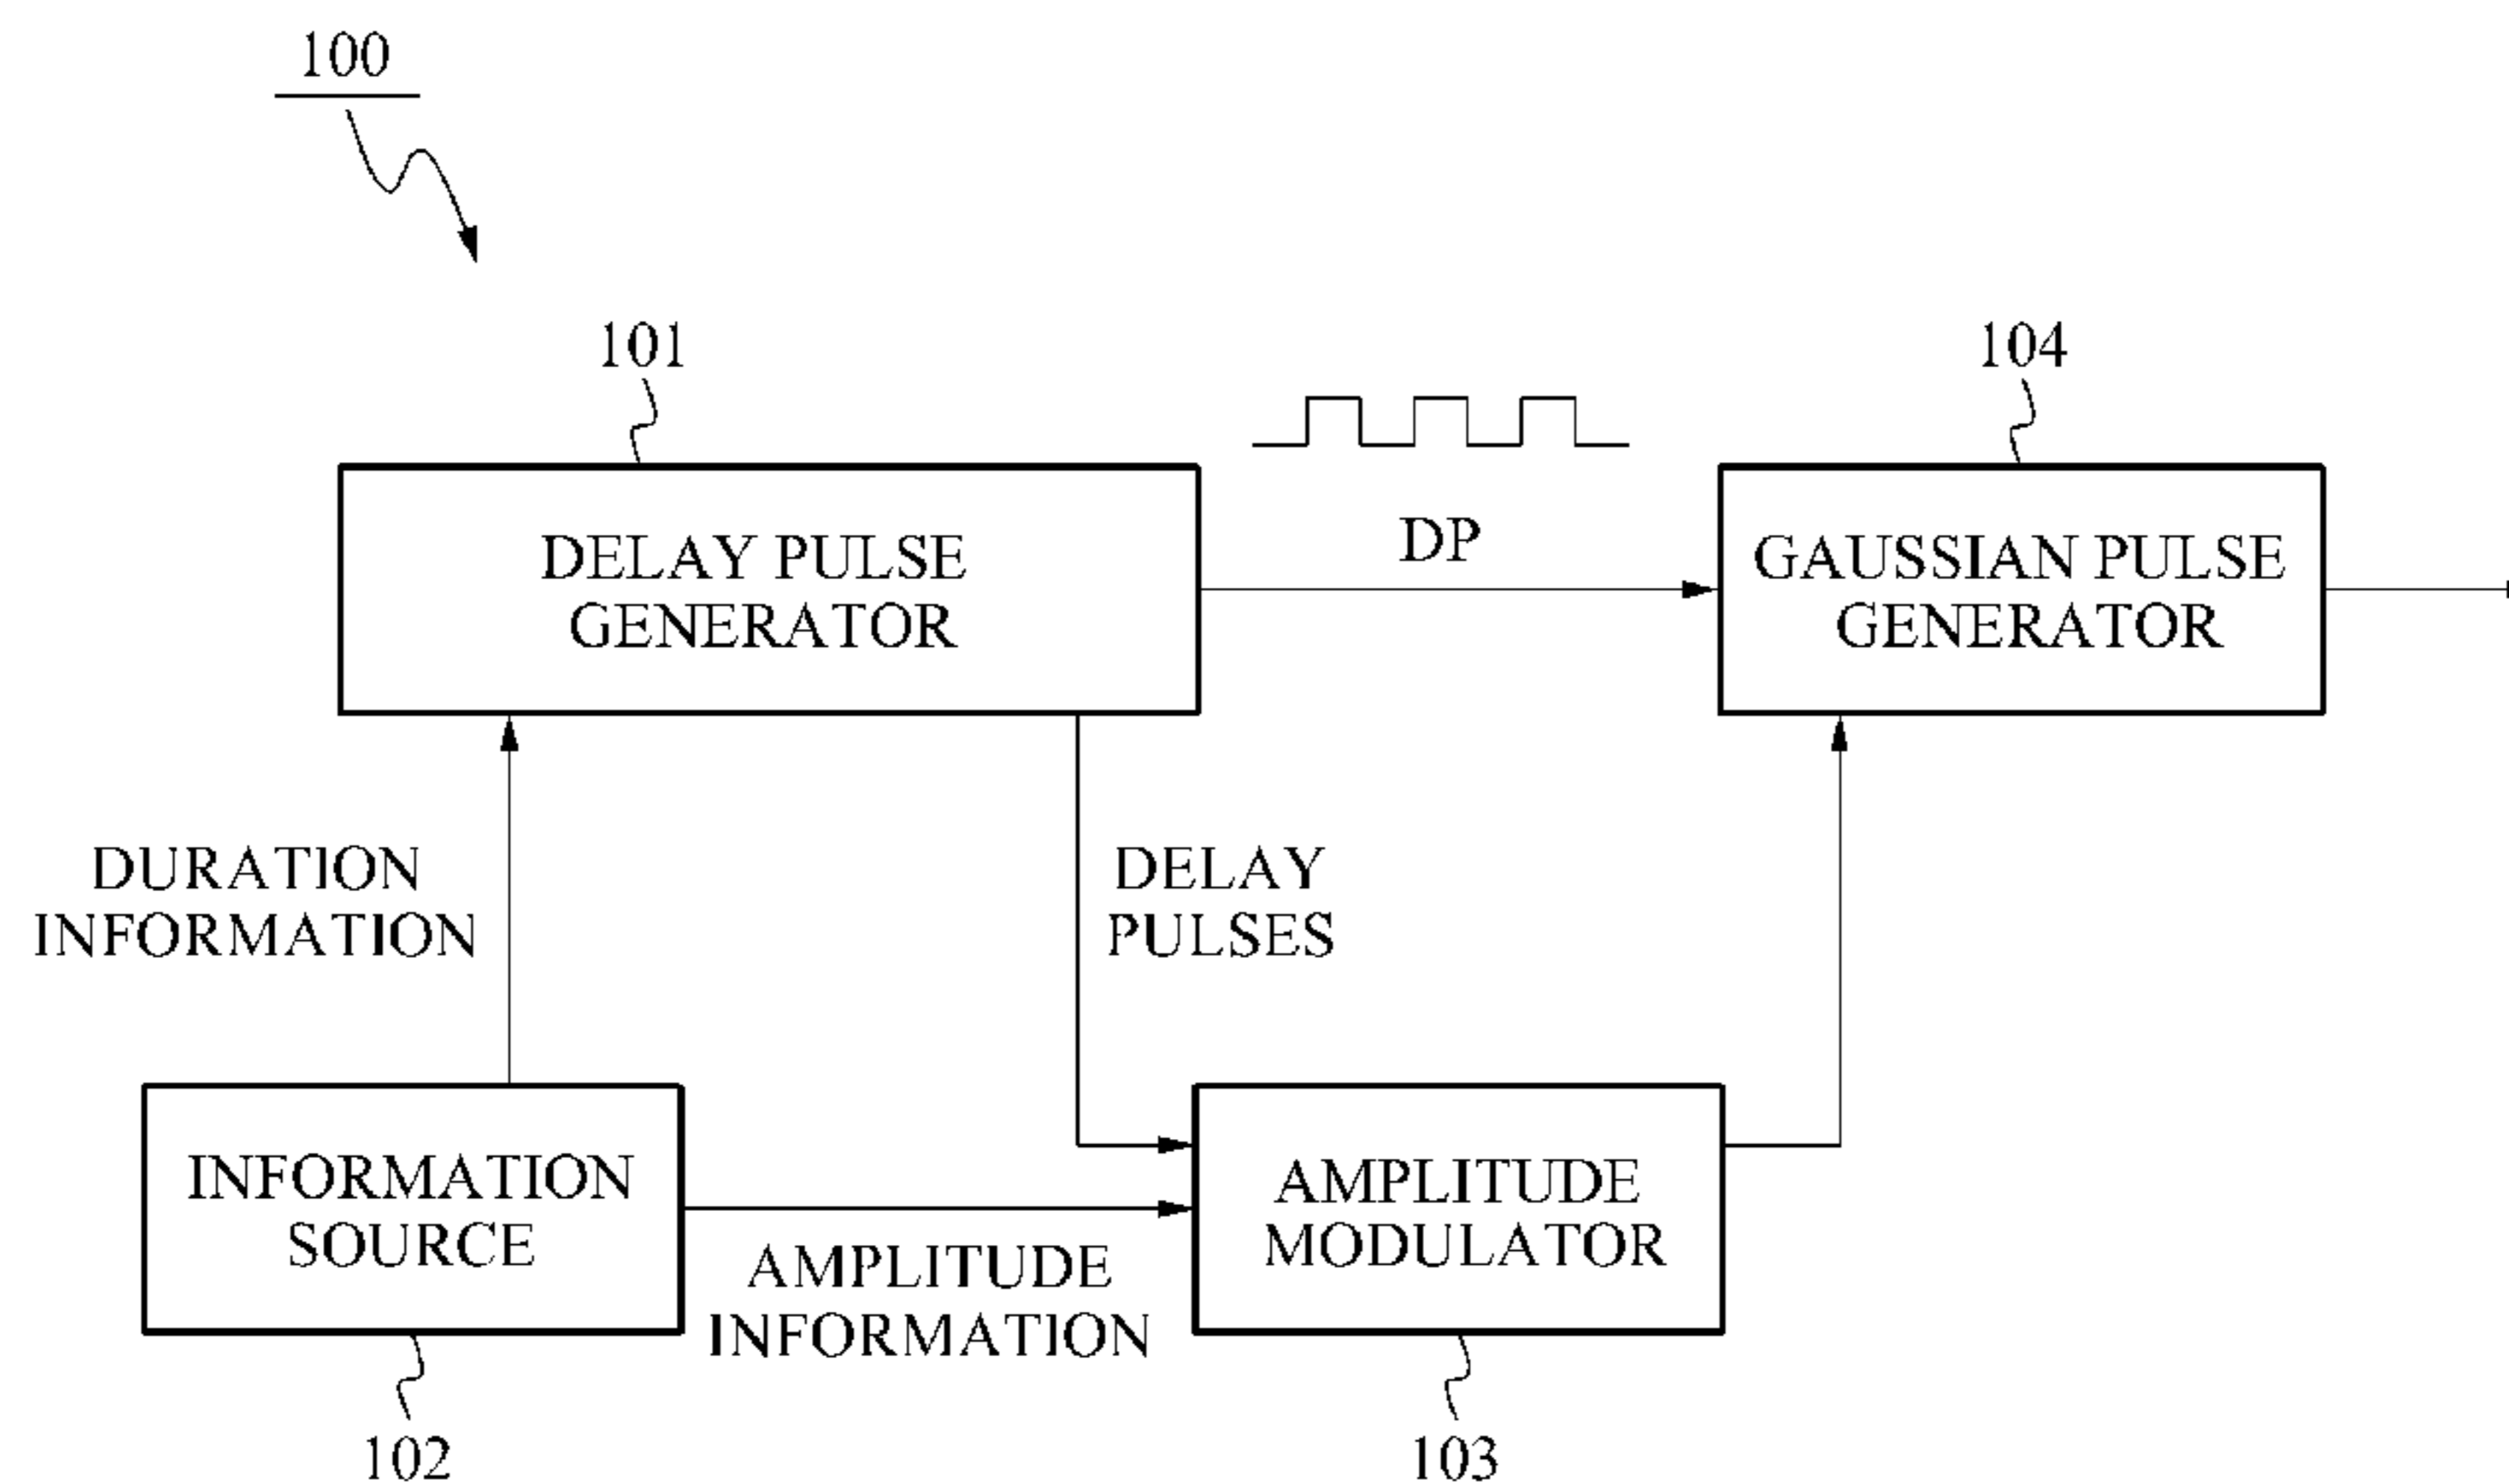 100
101
104
DELAY PULSE
GENERATOR
DP
GAUSSIAN PULSE
GENERATOR
DURATION
INFORMATION
DELAY
PULSES
INFORMATION
SOURCE
AMPLITUDE
INFORMATION
AMPLITUDE
MODULATOR
102
103